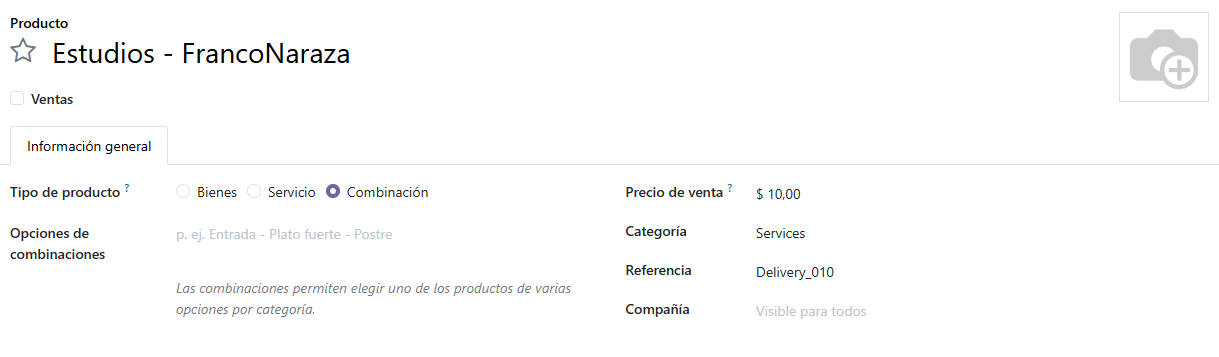 Producto
Estudios - FrancoNaraza
Ventas
Información general
Tipo de producto ? Bienes Servicio Combinación
Opciones de combinaciones p. ej. Entrada - Plato fuerte - Postre
Las combinaciones permiten elegir uno de los productos de varias
opciones por categoría.
Precio de venta ? $ 10,00
Categoría Services
Referencia Delivery_010
Compañía Visible para todos